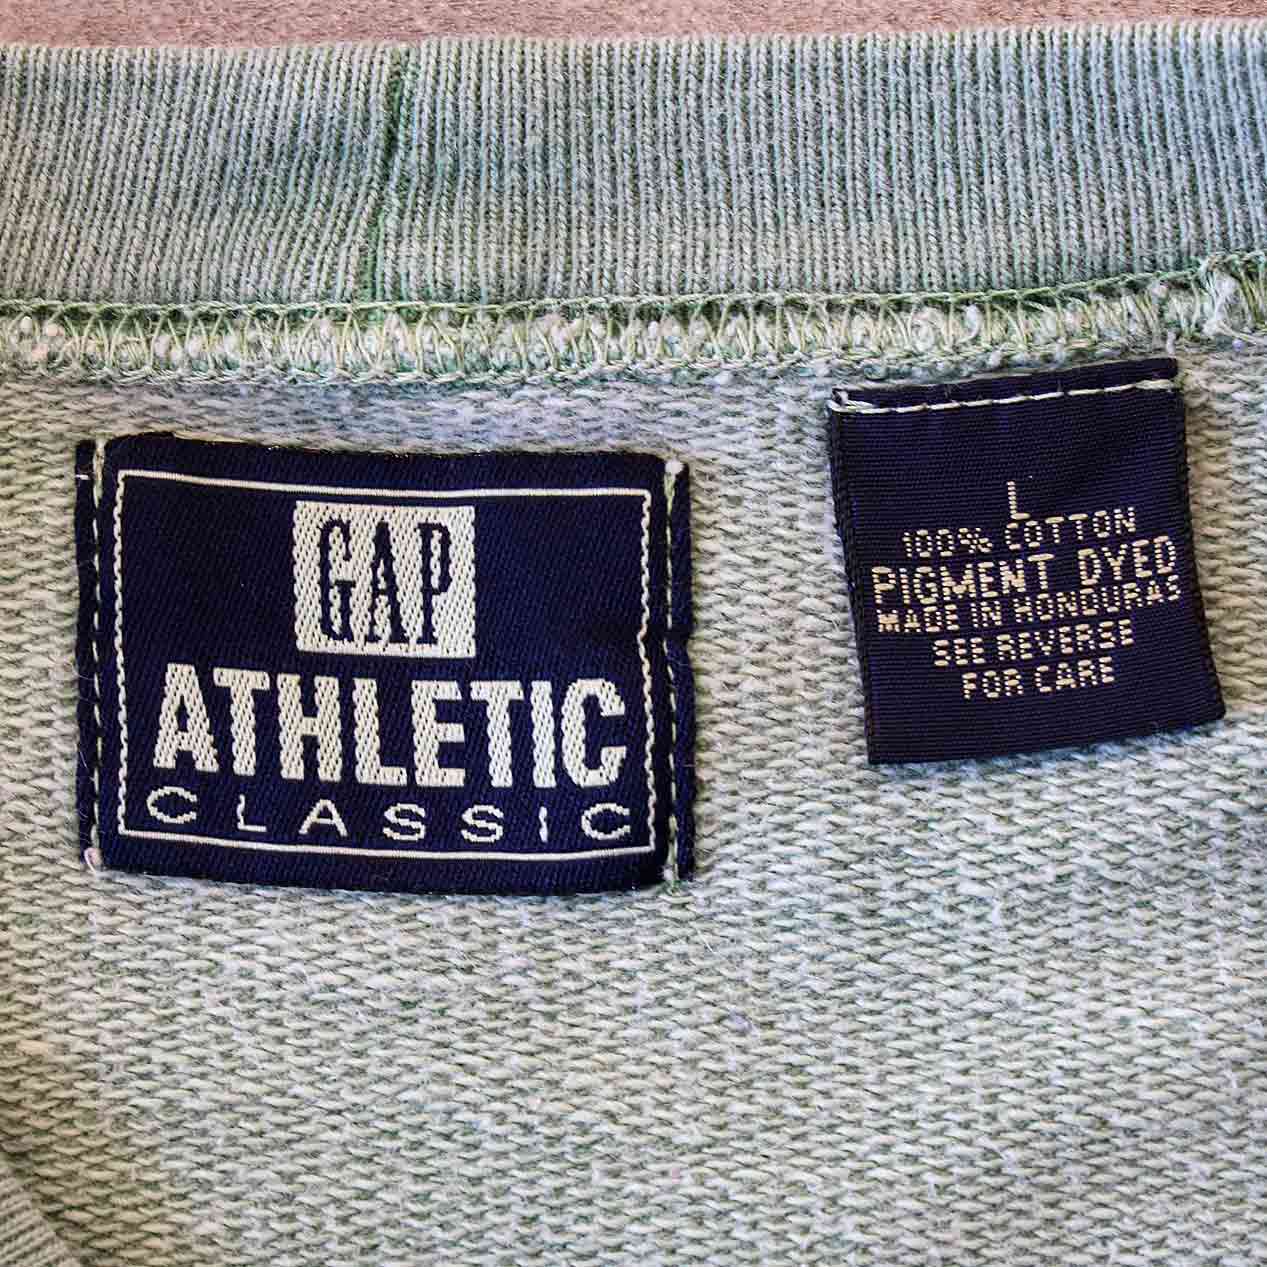 GAP
ATHLETIC
CLASSIC
L
100% COTTON
PIGMENT DYED
MADE IN HONDURAS
SEE REVERSE
FOR CARE